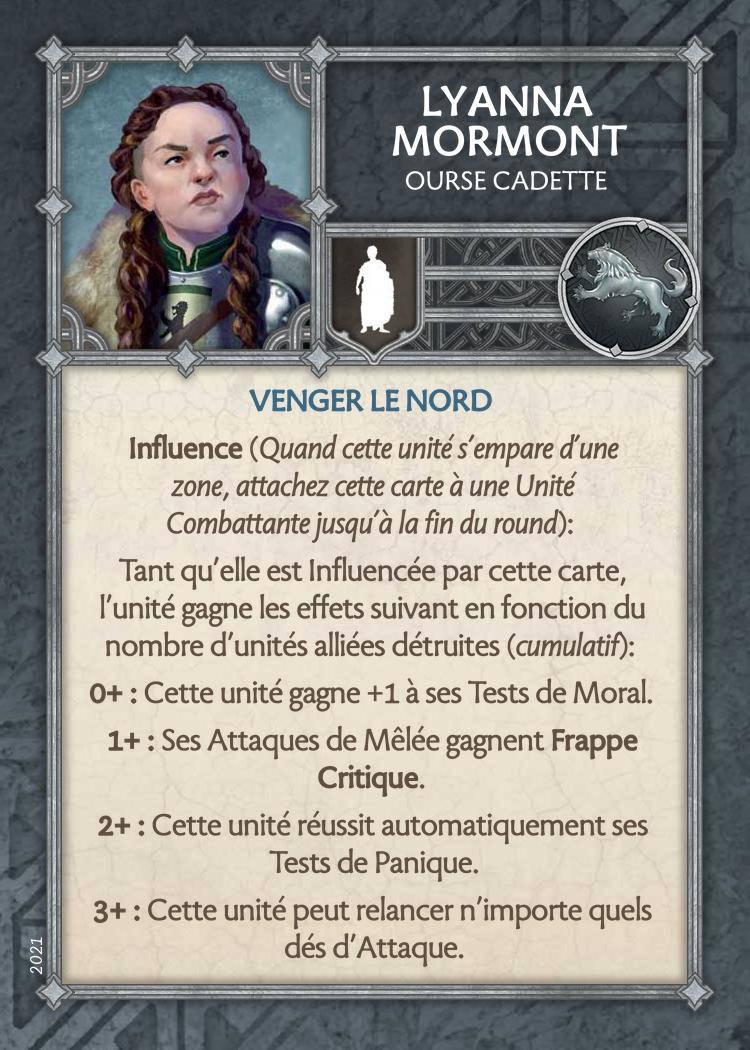 LYANNA
MORMONT
OURSE CADETTE
VENGER LE NORD
Influence (Quand cette unité s'empare d'une
zone, attachez cette carte à une Unité
Combattante jusqu'à la fin du round):
Tant qu'elle est Influencée par cette carte,
l'unité gagne les effets suivant en fonction du
nombre d'unités alliées détruites (cumulatif):
0+ : Cette unité gagne +1 à ses Tests de Moral.
1+ : Ses Attaques de Mêlée gagnent Frappe
Critique.
2+ : Cette unité réussit automatiquement ses
Tests de Panique.
3+ : Cette unité peut relancer n'importe quels
dés d'Attaque.
2021